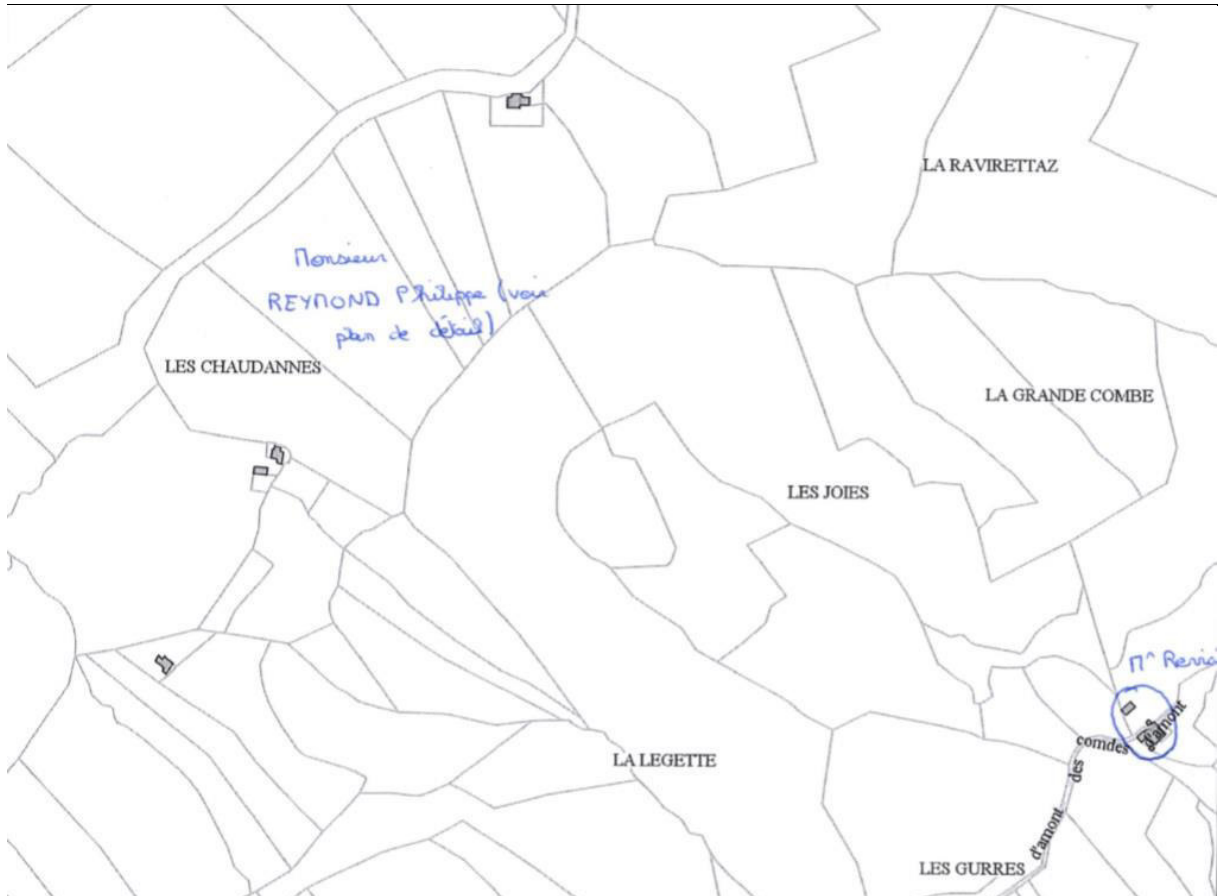 LA RAVIRETTAZ
Monsieur
REYMOND Philippe (voir
plan de détail)
LES CHAUDANNES
LA GRANDE COMBE
LES JOIES
Mr
d'amont
comdes
des
LA LEGETTE
d'amont
LES GURRES